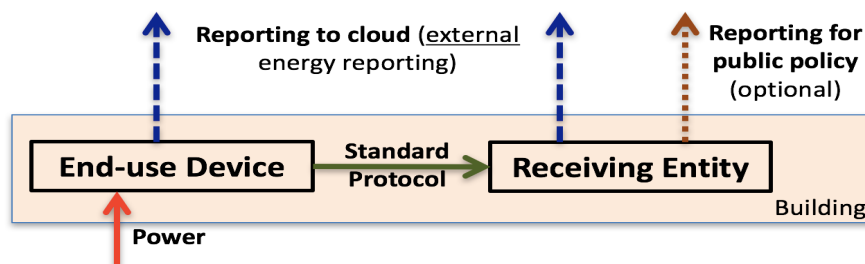 Reporting to cloud (external
energy reporting)
Reporting for
public policy
(optional)
End-use Device
Standard
Protocol
Receiving Entity
Building
Power